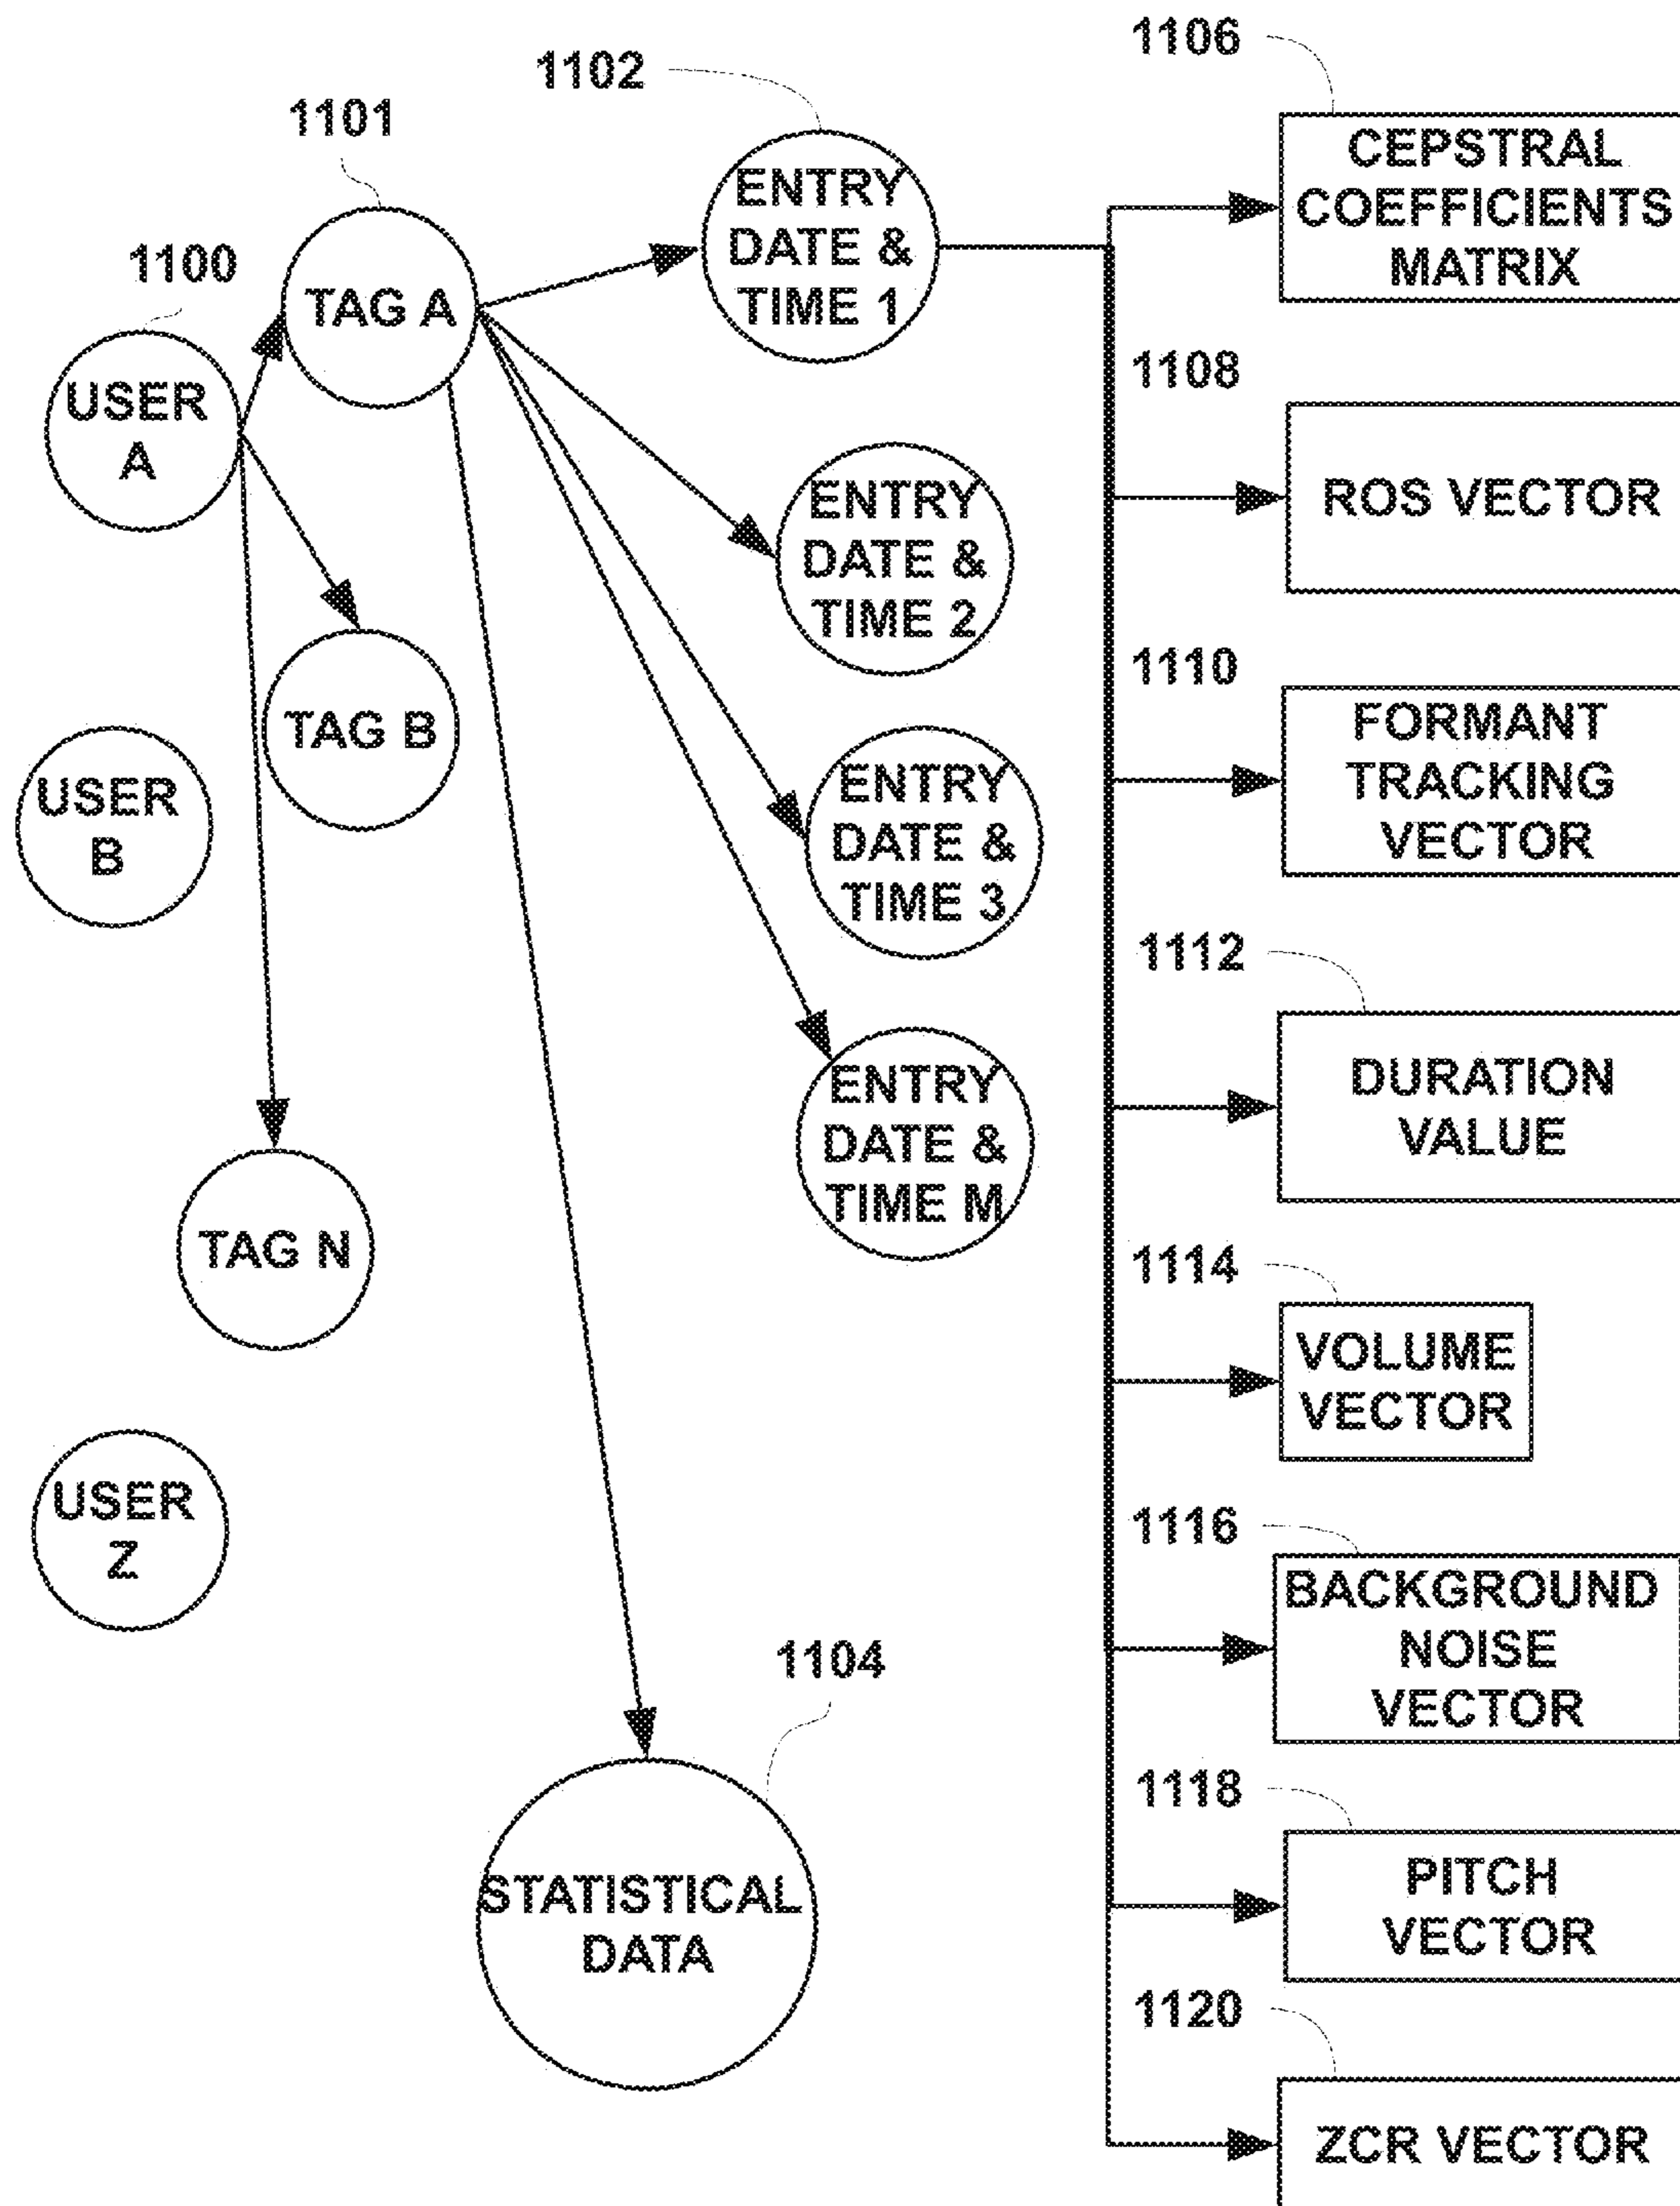 1100
USER
A
USER
B
USER
Z
1101
TAG A
TAG B
TAG N
1102
ENTRY
DATE &
TIME 1
ENTRY
DATE &
TIME 2
ENTRY
DATE &
TIME 3
ENTRY
DATE &
TIME M
1104
STATISTICAL
DATA
1106
CEPSTRAL
COEFFICIENTS
MATRIX
1108
ROS VECTOR
1110
FORMANT
TRACKING
VECTOR
1112
DURATION
VALUE
1114
VOLUME
VECTOR
1116
BACKGROUND
NOISE
VECTOR
1118
PITCH
VECTOR
1120
ZCR VECTOR